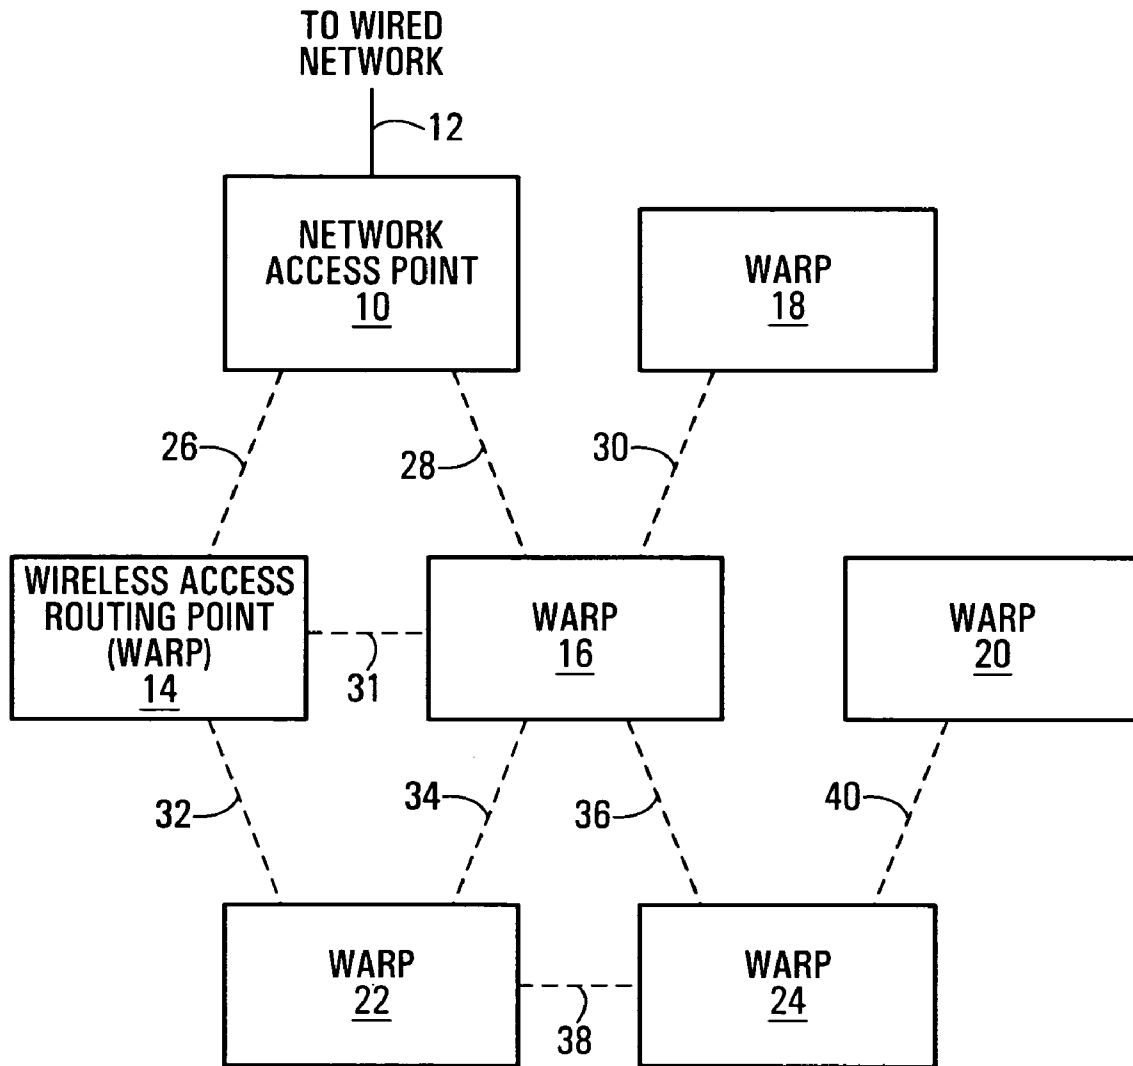 TO WIRED
NETWORK
12
NETWORK
ACCESS POINT
10
WARP
18
26
28
30
WIRELESS ACCESS
ROUTING POINT
(WARP)
14
31
WARP
16
WARP
20
32
34
36
40
WARP
22
38
WARP
24